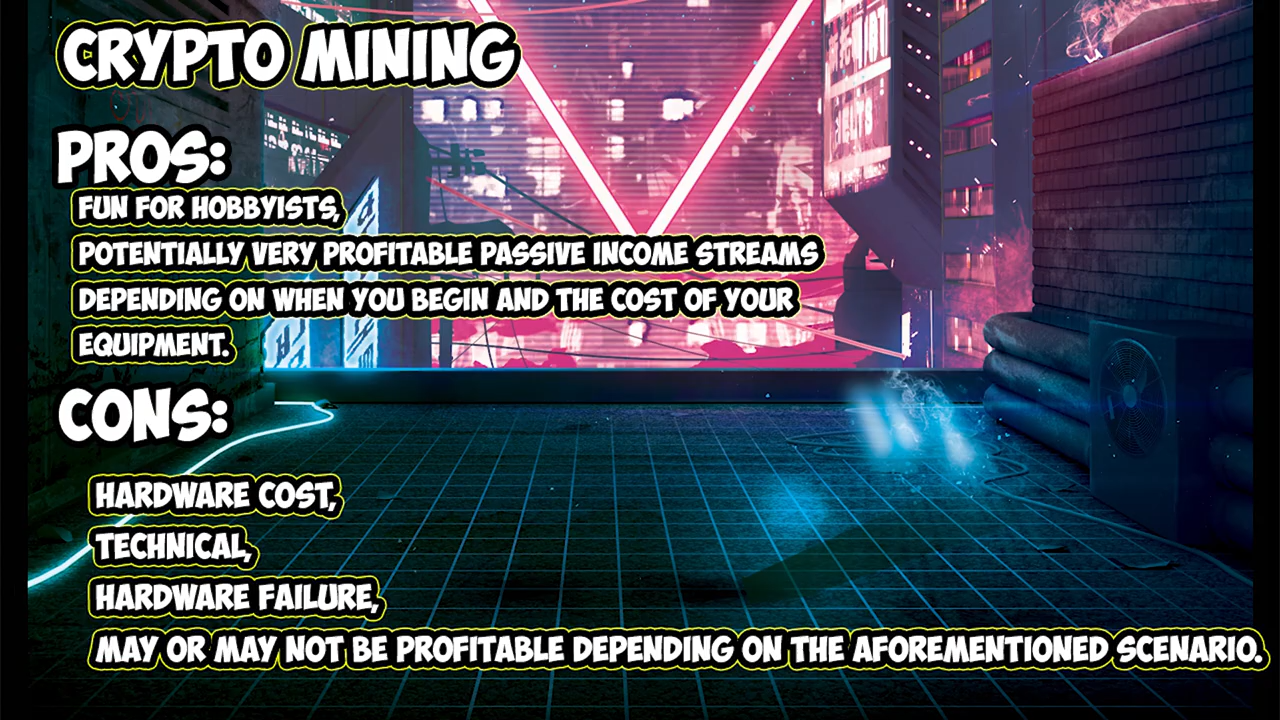 CRYPTO MINING
PROS:
FUN FOR HOBBYISTS,
POTENTIALLY VERY PROFITABLE PASSIVE INCOME STREAMS
DEPENDING ON WHEN YOU BEGIN AND THE COST OF YOUR
EQUIPMENT.
CONS:
HARDWARE COST,
TECHNICAL,
HARDWARE FAILURE,
MAY OR MAY NOT BE PROFITABLE DEPENDING ON THE AFOREMENTIONED SCENARIO.